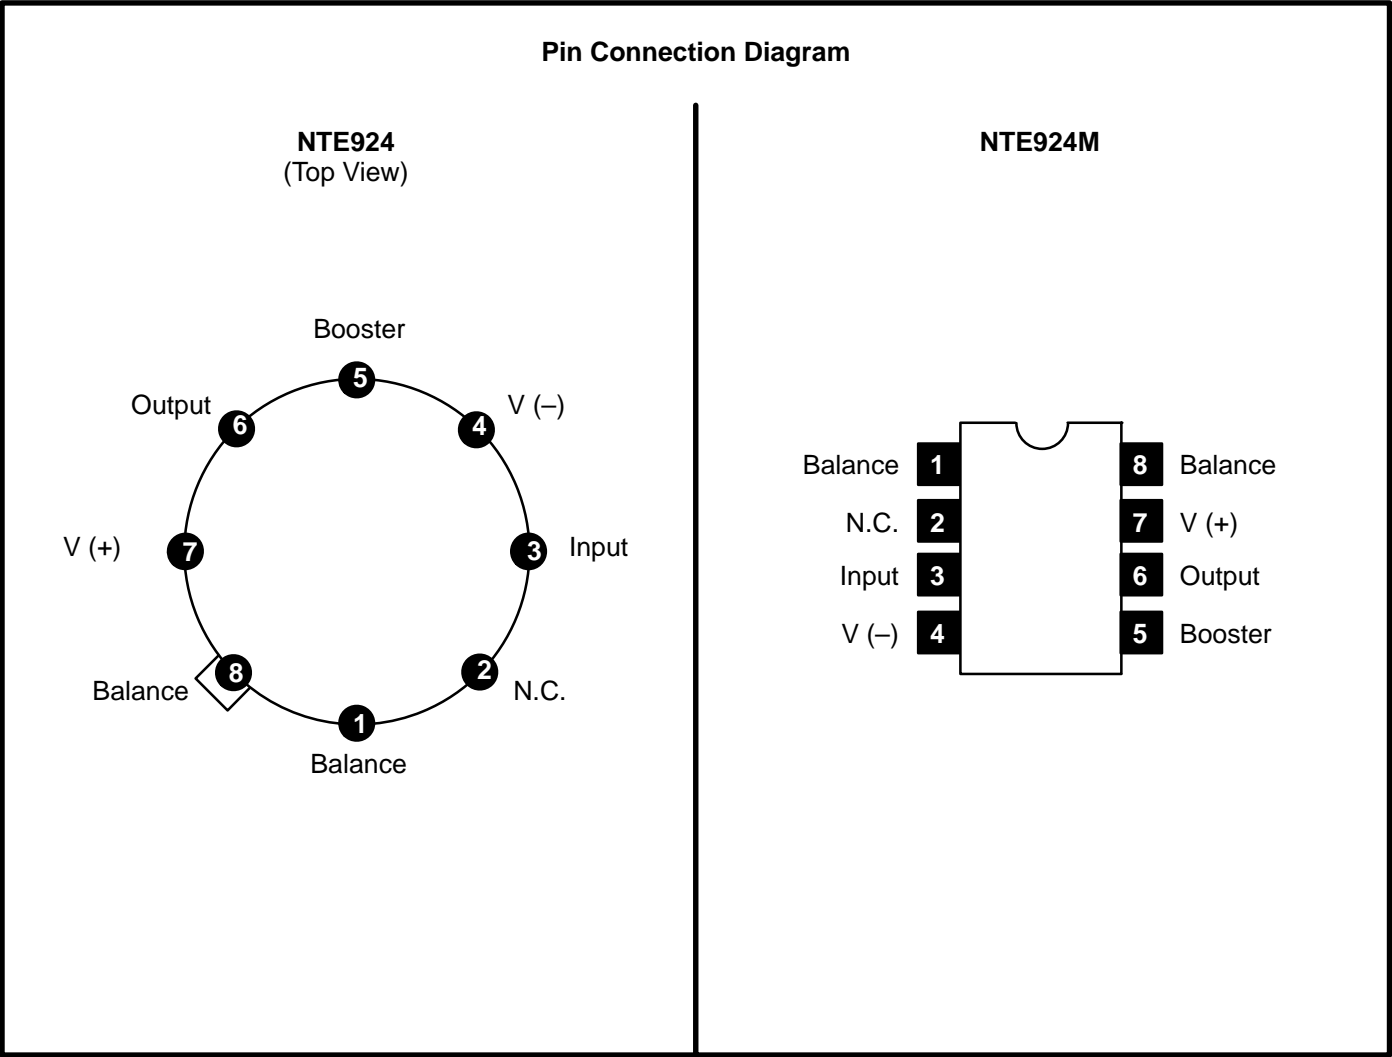 Pin Connection Diagram
NTE924
(Top View)
Booster
5
Output
6
4
V (–)
V (+)
7
3
Input
Balance
8
2
N.C.
1
Balance
NTE924M
Balance 1 8 Balance
N.C. 2 7 V (+)
Input 3 6 Output
V (–) 4 5 Booster